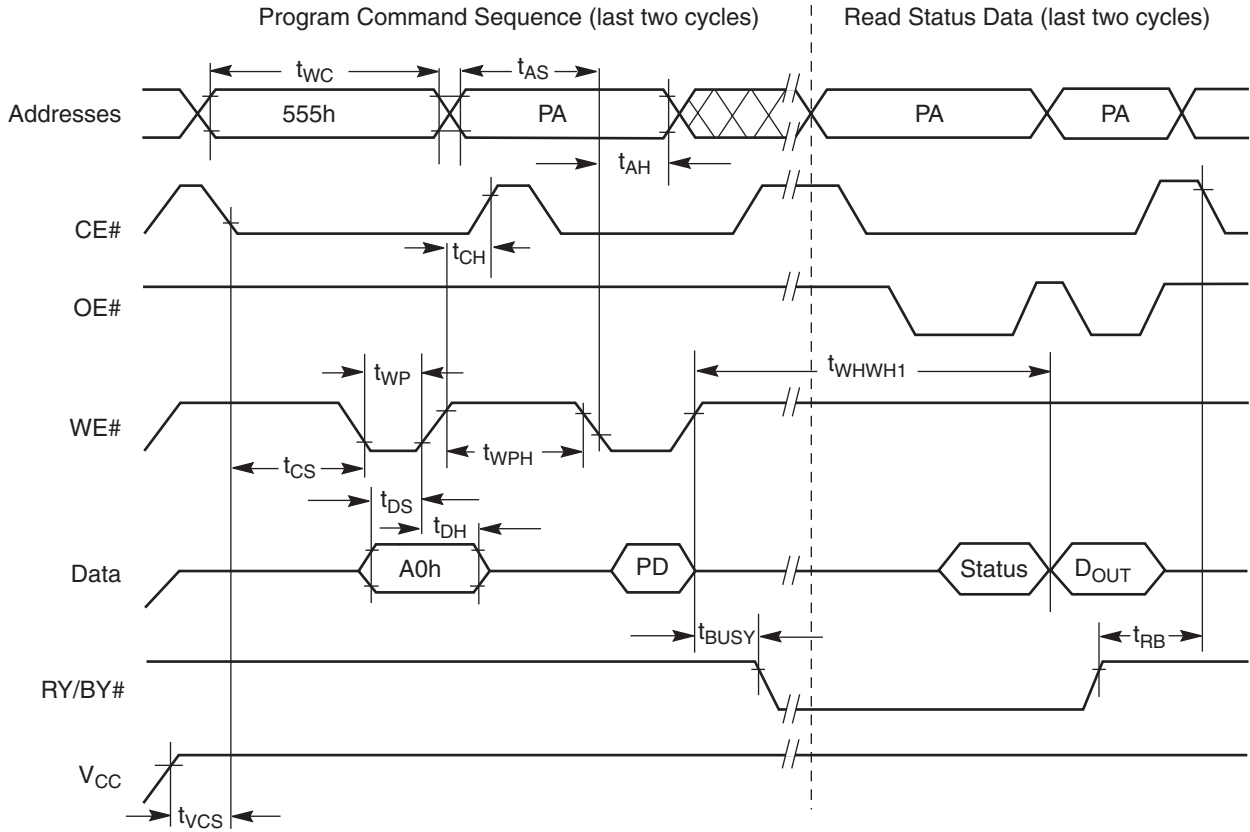 Program Command Sequence (last two cycles)
Read Status Data (last two cycles)
tWC
tAS
Addresses
555h
PA
PA
PA
tAH
CE#
tCH
OE#
tWP
tWHWH1
WE#
tCS
tWPH
tDS
tDH
Data
A0h
PD
Status
DOUT
tBUSY
tRB
RY/BY#
VCC
tVCS